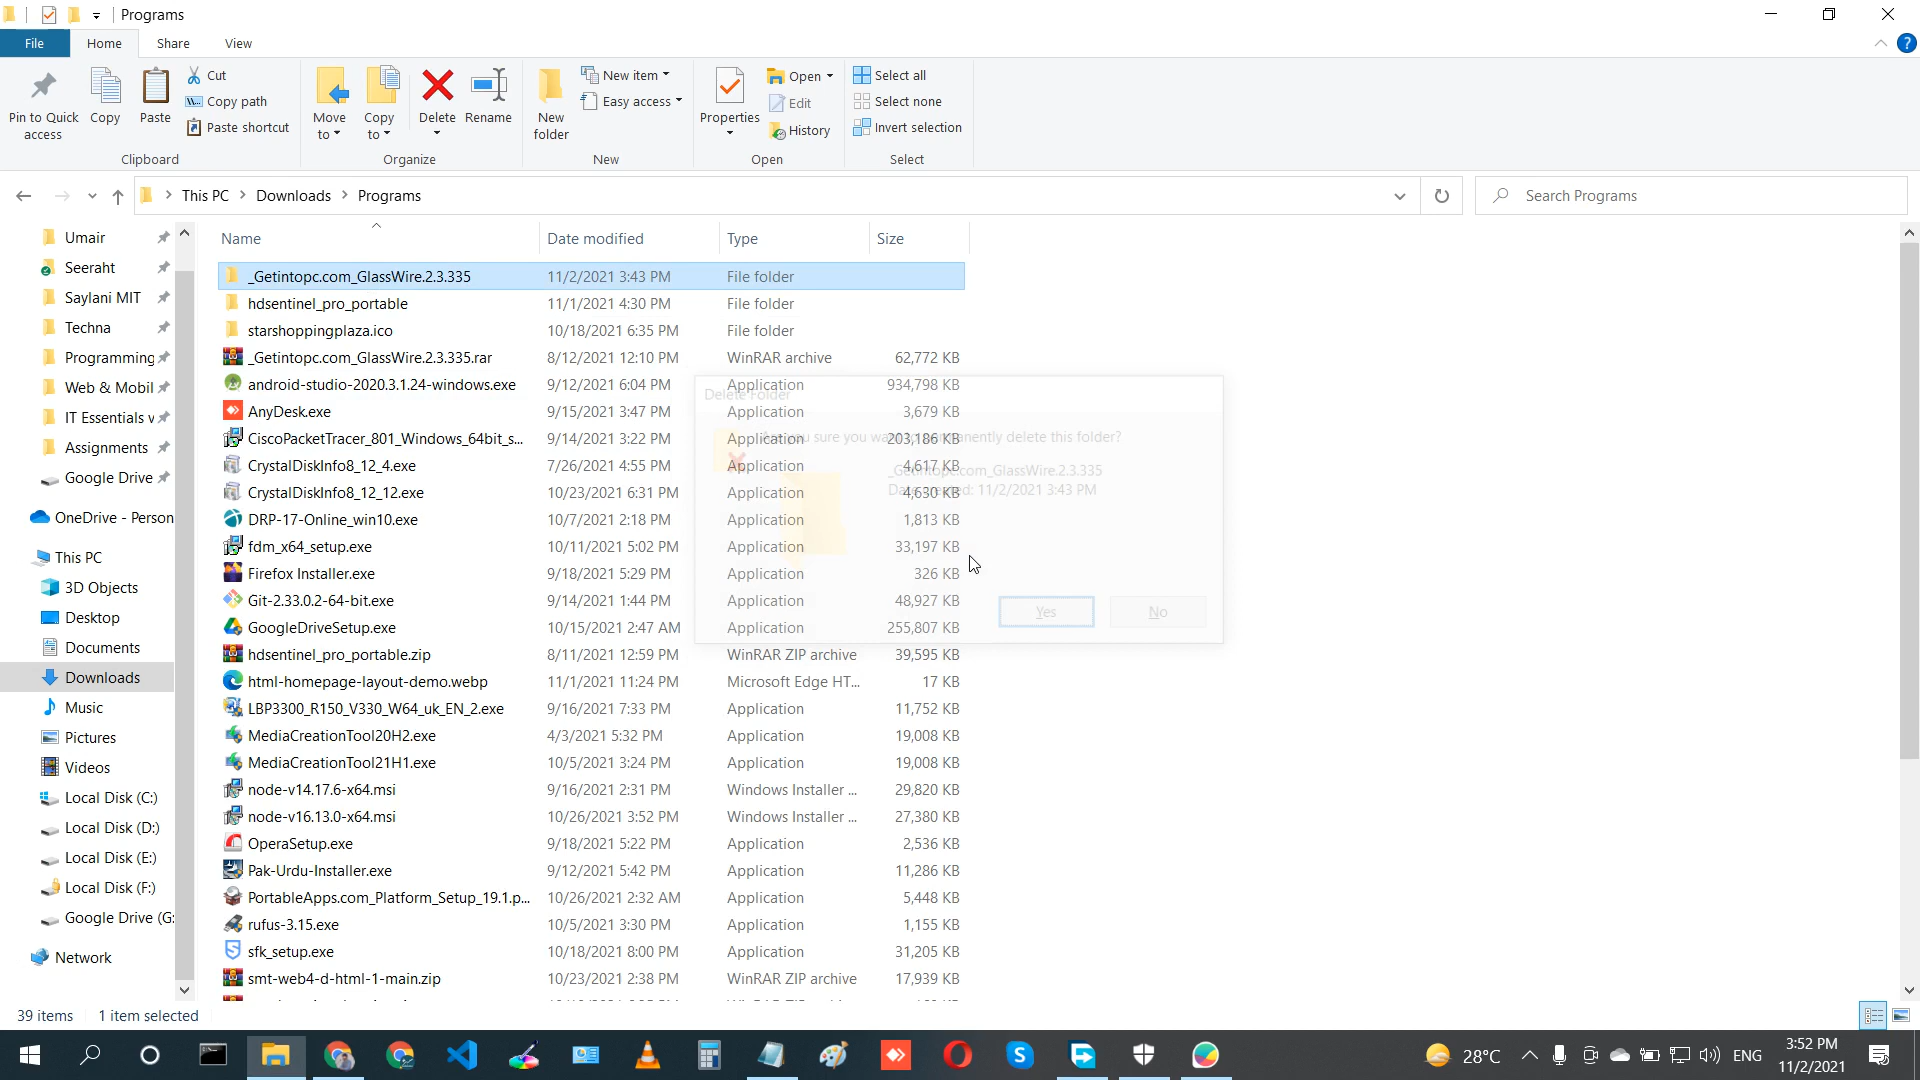 Programs
File Home Share View
Pin to Quick access
Copy
Paste
Cut
Copy path
Paste shortcut
Clipboard
Move to
Copy to
Delete
Rename
Organize
New folder
New item
Easy access
New
Properties
Open
Edit
History
Open
Select all
Select none
Invert selection
Select
This PC Downloads Programs
Search Programs
Umair
Seeraht
Saylani MIT
Techna
Programming
Web & Mobil
IT Essentials v
Assignments
Google Drive
OneDrive - Person
This PC
3D Objects
Desktop
Documents
Downloads
Music
Pictures
Videos
Local Disk (C:)
Local Disk (D:)
Local Disk (E:)
Local Disk (F:)
Google Drive (G:
Network
Name Date modified Type Size
_Getintopc.com_GlassWire.2.3.335 11/2/2021 3:43 PM File folder
hdsentinel_pro_portable 11/1/2021 4:30 PM File folder
starshoppingplaza.ico 10/18/2021 6:35 PM File folder
_Getintopc.com_GlassWire.2.3.335.rar 8/12/2021 12:10 PM WinRAR archive 62,772 KB
android-studio-2020.3.1.24-windows.exe 9/12/2021 6:04 PM Application 934,798 KB
AnyDesk.exe 9/15/2021 3:47 PM Application 3,679 KB
CiscoPacketTracer_801_Windows_64bit_s... 9/14/2021 3:22 PM Application 203,186 KB
CrystalDiskInfo8_12_4.exe 7/26/2021 4:55 PM Application 4,617 KB
CrystalDiskInfo8_12_12.exe 10/23/2021 6:31 PM Application 4,630 KB
DRP-17-Online_win10.exe 10/7/2021 2:18 PM Application 1,813 KB
fdm_x64_setup.exe 10/11/2021 5:02 PM Application 33,197 KB
Firefox Installer.exe 9/18/2021 5:29 PM Application 326 KB
Git-2.33.0.2-64-bit.exe 9/14/2021 1:44 PM Application 48,927 KB
GoogleDriveSetup.exe 10/15/2021 2:47 AM Application 255,807 KB
hdsentinel_pro_portable.zip 8/11/2021 12:59 PM WinRAR ZIP archive 39,595 KB
html-homepage-layout-demo.webp 11/1/2021 11:24 PM Microsoft Edge HT... 17 KB
LBP3300_R150_V330_W64_uk_EN_2.exe 9/16/2021 7:33 PM Application 11,752 KB
MediaCreationTool20H2.exe 4/3/2021 5:32 PM Application 19,008 KB
MediaCreationTool21H1.exe 10/5/2021 3:24 PM Application 19,008 KB
node-v14.17.6-x64.msi 9/16/2021 2:31 PM Windows Installer ... 29,820 KB
node-v16.13.0-x64.msi 10/26/2021 3:52 PM Windows Installer ... 27,380 KB
OperaSetup.exe 9/18/2021 5:22 PM Application 2,536 KB
Pak-Urdu-Installer.exe 9/12/2021 5:42 PM Application 11,286 KB
PortableApps.com_Platform_Setup_19.1.p... 10/26/2021 2:32 AM Application 5,448 KB
rufus-3.15.exe 10/5/2021 3:30 PM Application 1,155 KB
sfk_setup.exe 10/18/2021 8:00 PM Application 31,205 KB
smt-web4-d-html-1-main.zip 10/23/2021 2:38 PM WinRAR ZIP archive 17,939 KB
Delete Folder
sure you permanently delete this folder?
_Getintopc.com_GlassWire.2.3.335
11/2/2021 3:43 PM
Yes No
39 items 1 item selected
28°C
ENG
3:52 PM
11/2/2021